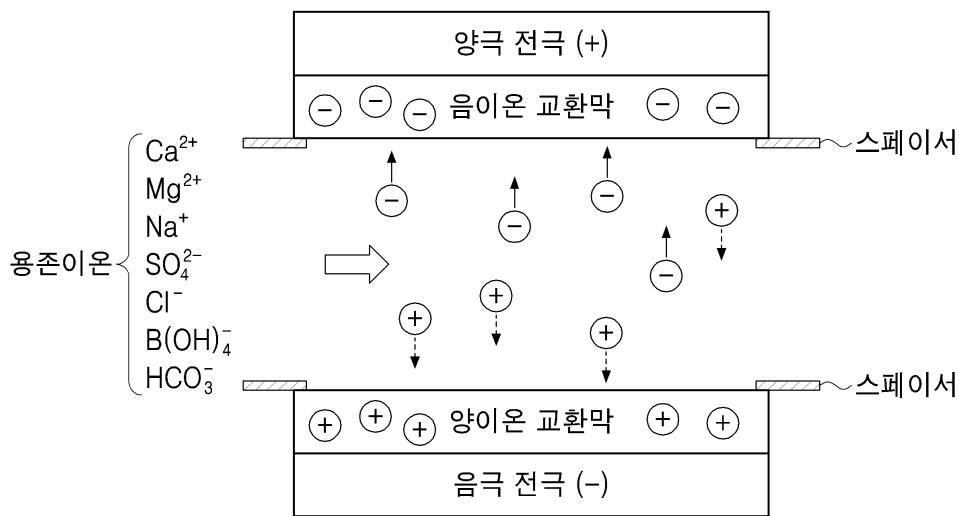 양극 전극 (+)
음이온 교환막
스페이서
용존이온
Ca²⁺
Mg²⁺
Na⁺
SO₄²⁻
Cl⁻
B(OH)₄⁻
HCO₃⁻
스페이서
양이온 교환막
음극 전극 (−)